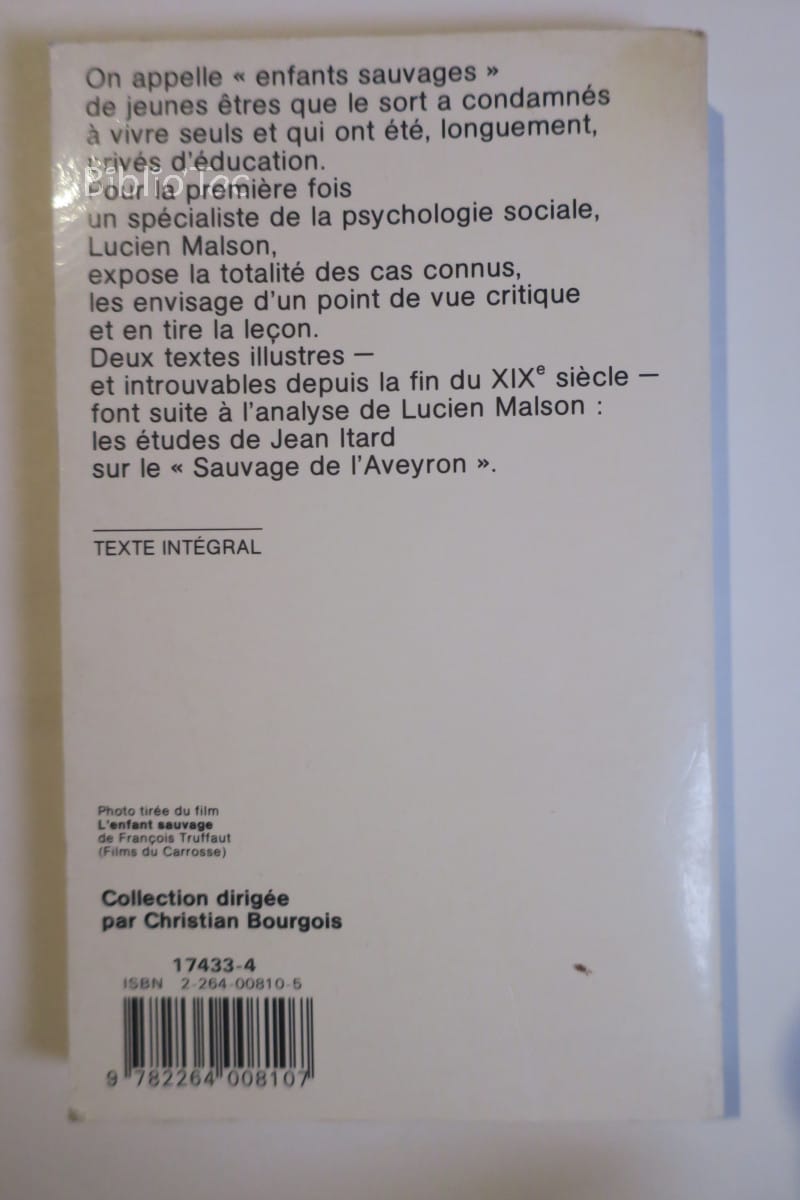 On appelle « enfants sauvages »
de jeunes êtres que le sort a condamnés
à vivre seuls et qui ont été, longuement,
privés d'éducation.
Biblio'Toc
Pour la première fois
un spécialiste de la psychologie sociale,
Lucien Malson,
expose la totalité des cas connus,
les envisage d'un point de vue critique
et en tire la leçon.
Deux textes illustres —
et introuvables depuis la fin du XIXe siècle —
font suite à l'analyse de Lucien Malson :
les études de Jean Itard
sur le « Sauvage de l'Aveyron ».
TEXTE INTÉGRAL
Photo tirée du film
L'enfant sauvage
de François Truffaut
(Films du Carrosse)
Collection dirigée
par Christian Bourgois
17433-4
ISBN 2-264-00810-5
9 782264 008107